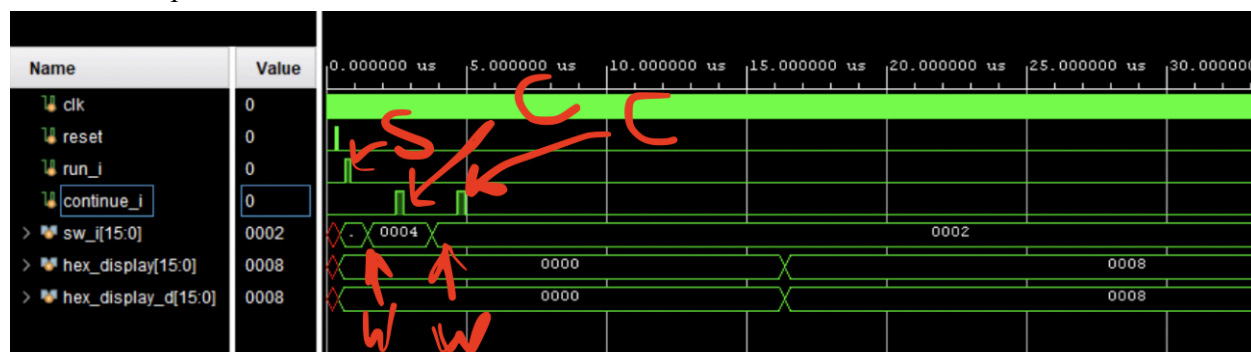 Name Value 0.000000 us 5.000000 us 10.000000 us 15.000000 us 20.000000 us 25.000000 us 30.00000
clk 0
reset 0
run_i 0
continue_i 0
sw_i[15:0] 0002 . 0004 0002
hex_display[15:0] 0008 0000 0008
hex_display_d[15:0] 0008 0000 0008
S C C
W W